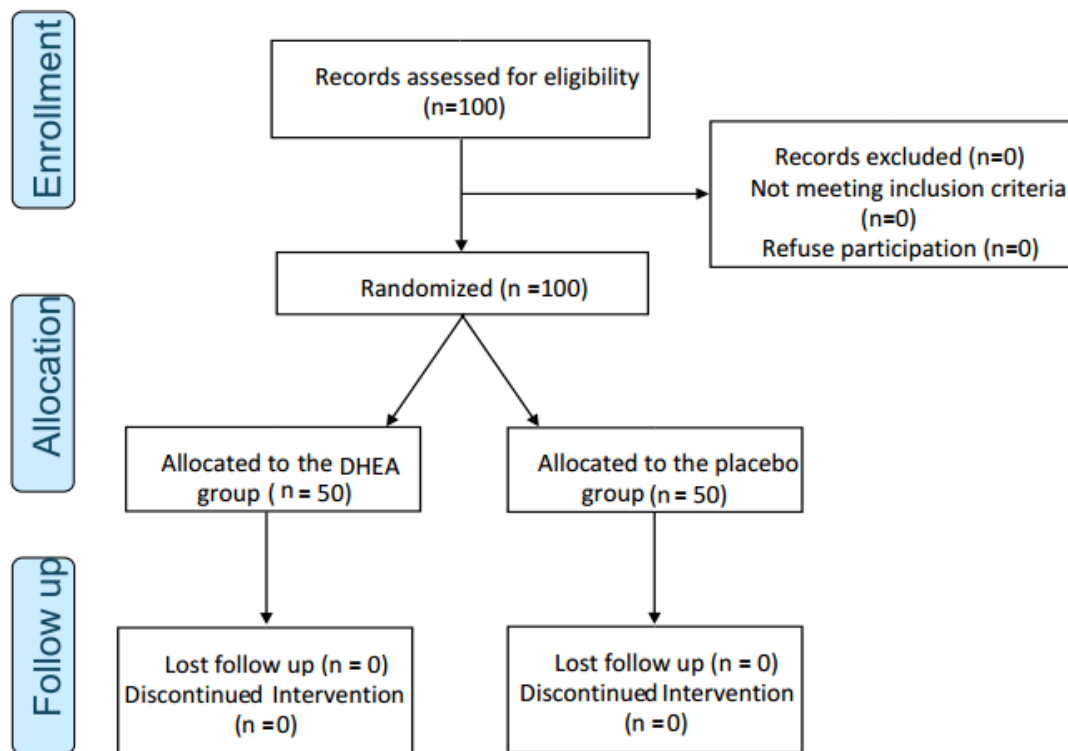 Enrollment
Records assessed for eligibility
(n=100)
Records excluded (n=0)
Not meeting inclusion criteria
(n=0)
Refuse participation (n=0)
Randomized (n =100)
Allocation
Allocated to the DHEA
group ( n = 50)
Allocated to the placebo
group (n = 50)
Follow up
Lost follow up (n = 0)
Discontinued Intervention
(n =0)
Lost follow up (n = 0)
Discontinued Intervention
(n = 0)